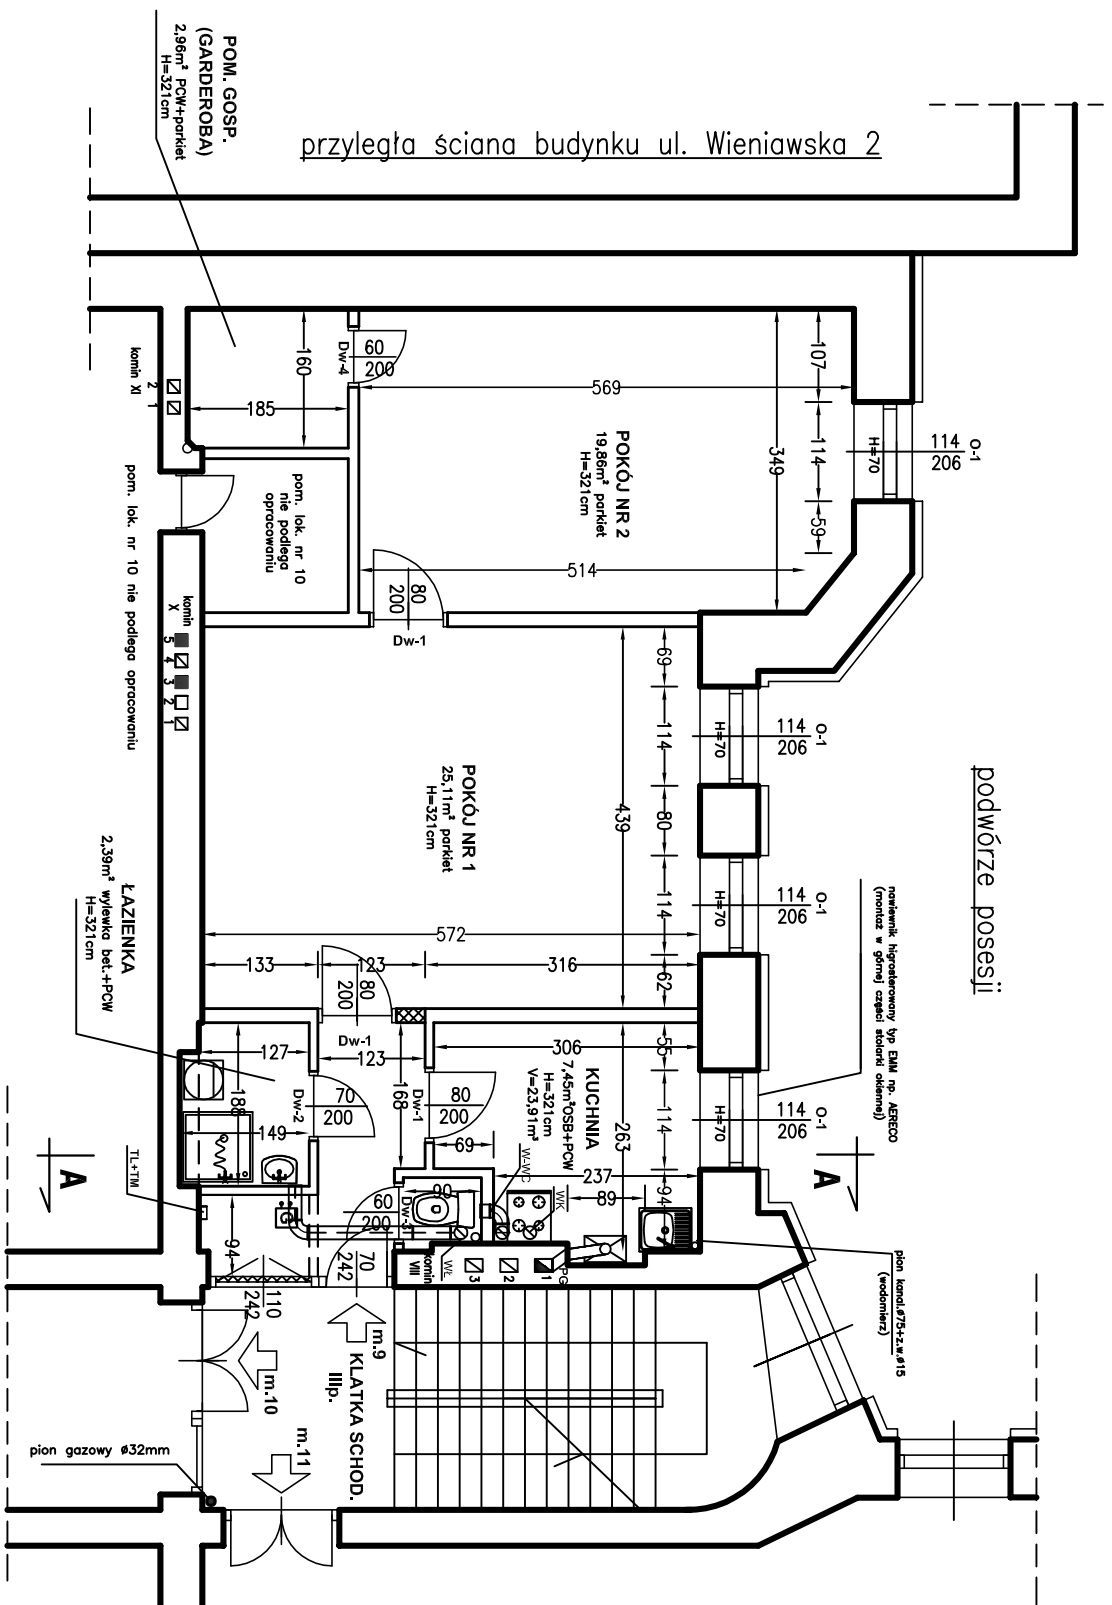 przyległa ściana budynku ul. Wieniawska 2
podwórze posesji
POM. GOSP.
(GARDEROBA)
2,96m² PCW+parkiet
H=321cm
160
185
komin XI
2
1
Dw-4
60
200
569
107
114
59
349
514
H=70
114
206
O-1
POKÓJ NR 2
19,86m² parkiet
H=321cm
pom. lok. nr 10
nie podlega
opracowaniu
pom. lok. nr 10 nie podlega opracowaniu
80
200
Dw-1
komin
X
5
4
3
2
1
POKÓJ NR 1
25,11m² parkiet
H=321cm
69
114
80
114
62
439
572
133
123
316
H=70
114
206
O-1
H=70
114
206
O-1
nawiewnik higrosterowany typ EMM np. AERECO
(montaż w górnej części stolarki okiennej)
80
200
Dw-1
ŁAZIENKA
2,39m² wylewka bet.+PCW
H=321cm
127
188
149
123
168
70
200
Dw-2
80
200
Dw-1
69
306
55
114
94
263
237
89
KUCHNIA
7,45m²OSB+PCW
H=321cm
V=23,91m³
H=70
114
206
O-1
W-WC
WK
WŁ
PG
90
60
200
Dw-3
94
70
242
110
242
TL+TM
A
A
komin
VIII
3
2
1
pion kanal.ø75+z.w.ø15
(wodomierz)
m.9
m.10
m.11
KLATKA SCHOD.
IIIp.
pion gazowy ø32mm